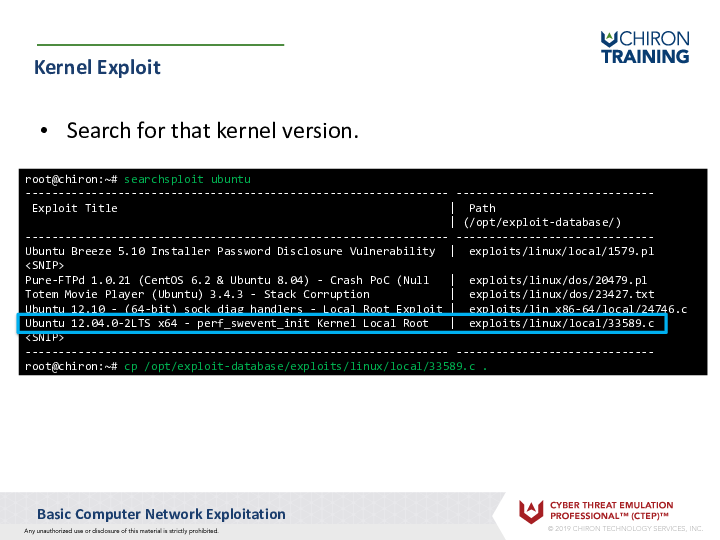 CHIRON
TRAINING
Kernel Exploit
• Search for that kernel version.
root@chiron:~# searchsploit ubuntu
--------------------------------------------------------------- ------------------------------
Exploit Title | Path
| (/opt/exploit-database/)
--------------------------------------------------------------- ------------------------------
Ubuntu Breeze 5.10 Installer Password Disclosure Vulnerability | exploits/linux/local/1579.pl
<SNIP>
Pure-FTPd 1.0.21 (CentOS 6.2 & Ubuntu 8.04) - Crash PoC (Null | exploits/linux/dos/20479.pl
Totem Movie Player (Ubuntu) 3.4.3 - Stack Corruption | exploits/linux/dos/23427.txt
Ubuntu 12.10 - (64-bit) sock_diag_handlers - Local Root Exploit | exploits/lin_x86-64/local/24746.c
Ubuntu 12.04.0-2LTS x64 - perf_swevent_init Kernel Local Root | exploits/linux/local/33589.c
<SNIP>
----------------------------------------------------------------------------------------------
root@chiron:~# cp /opt/exploit-database/exploits/linux/local/33589.c .
Basic Computer Network Exploitation
Any unauthorized use or disclosure of this material is strictly prohibited.
CYBER THREAT EMULATION
PROFESSIONAL™ (CTEP)™
© 2019 CHIRON TECHNOLOGY SERVICES, INC.